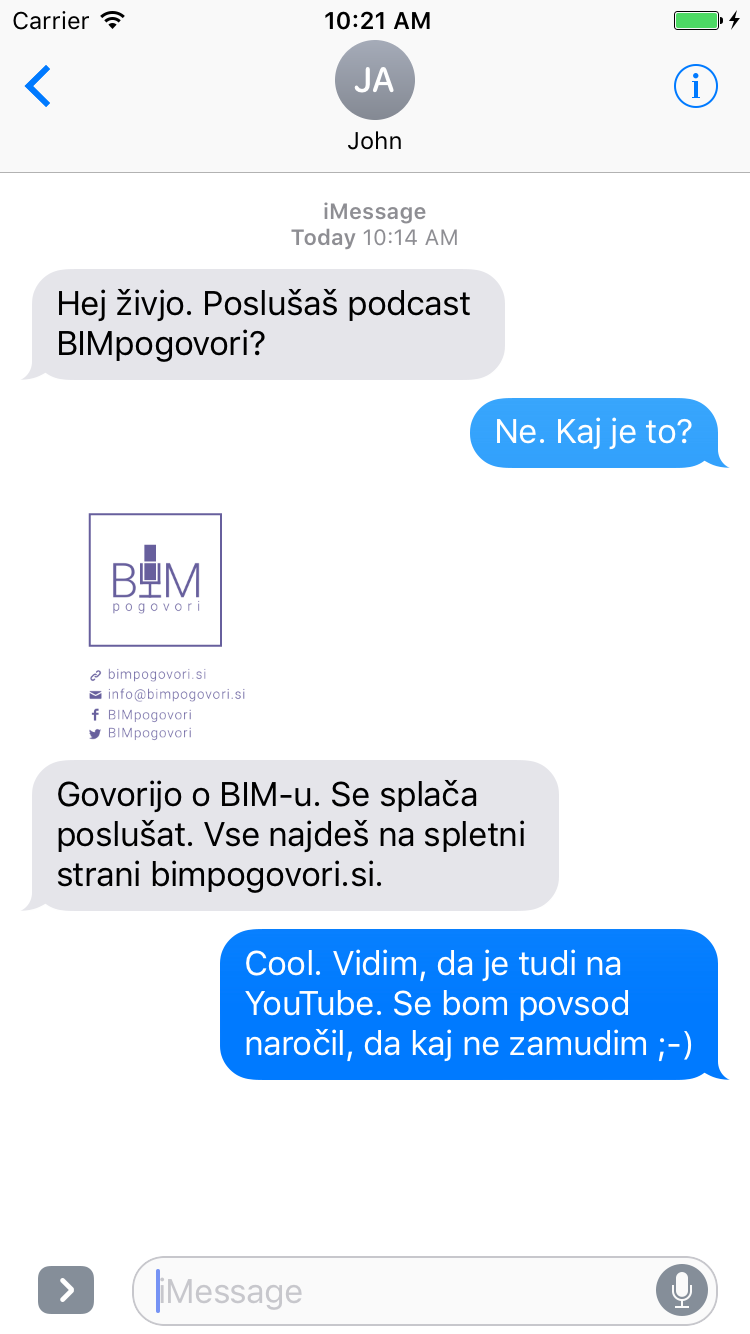 Carrier 10:21 AM
JA
John
iMessage
Today 10:14 AM
Hej živjo. Poslušaš podcast
BIMpogovori?
Ne. Kaj je to?
BIM
pogovori
bimpogovori.si
info@bimpogovori.si
BIMpogovori
BIMpogovori
Govorijo o BIM-u. Se splača
poslušat. Vse najdeš na spletni
strani bimpogovori.si.
Cool. Vidim, da je tudi na
YouTube. Se bom povsod
naročil, da kaj ne zamudim ;-)
iMessage